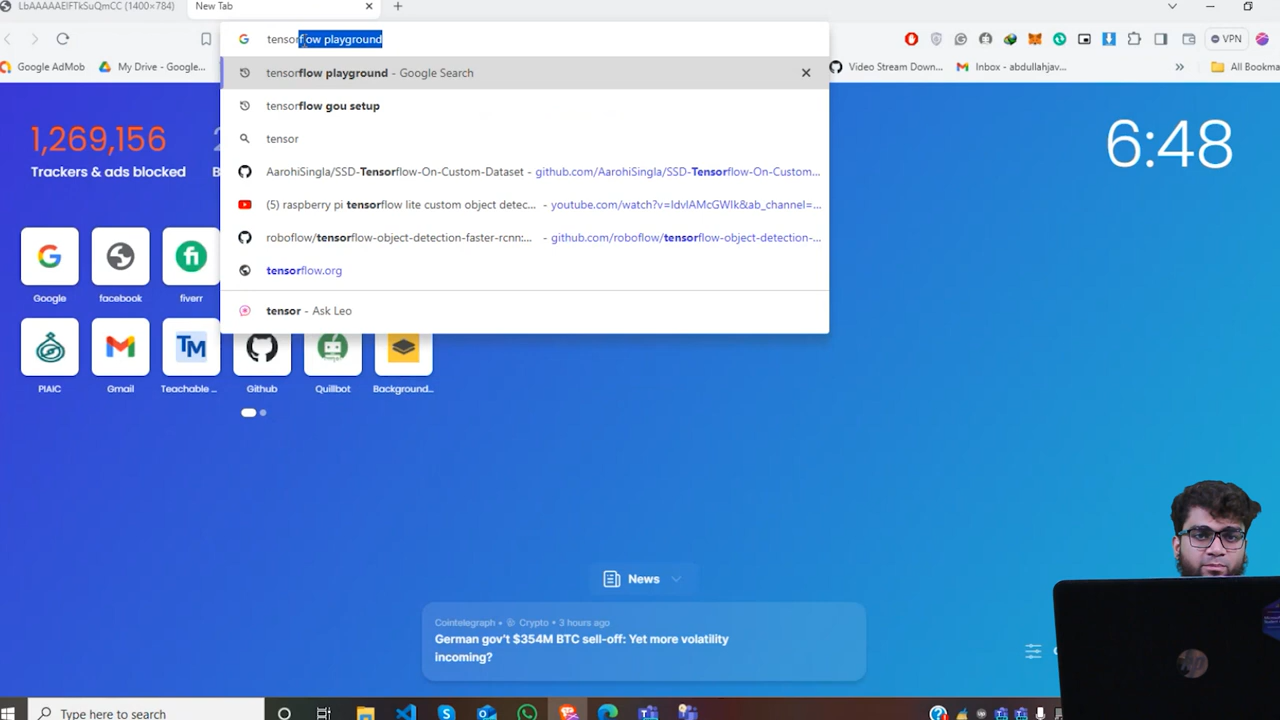 LbAAAAAElFTkSuQmCC (1400×784)
New Tab
tensorflow playground
Google AdMob
My Drive - Google...
Video Stream Down...
Inbox - abdullahjav...
»
All Bookma
VPN
tensorflow playground - Google Search
tensorflow gou setup
tensor
AarohiSingla/SSD-Tensorflow-On-Custom-Dataset - github.com/AarohiSingla/SSD-Tensorflow-On-Custom...
(5) raspberry pi tensorflow lite custom object detec... - youtube.com/watch?v=IdvIAMcGWIk&ab_channel=...
roboflow/tensorflow-object-detection-faster-rcnn:... - github.com/roboflow/tensorflow-object-detection-...
tensorflow.org
tensor - Ask Leo
1,269,156
Trackers & ads blocked
6:48
Google
facebook
fiverr
PIAIC
Gmail
Teachable ...
Github
Quillbot
Background...
News
Cointelegraph • Crypto • 3 hours ago
German gov't $354M BTC sell-off: Yet more volatility
incoming?
Type here to search